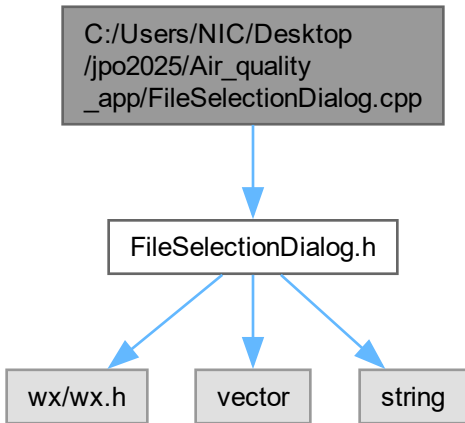 C:/Users/NIC/Desktop
/jpo2025/Air_quality
_app/FileSelectionDialog.cpp
FileSelectionDialog.h
wx/wx.h
vector
string